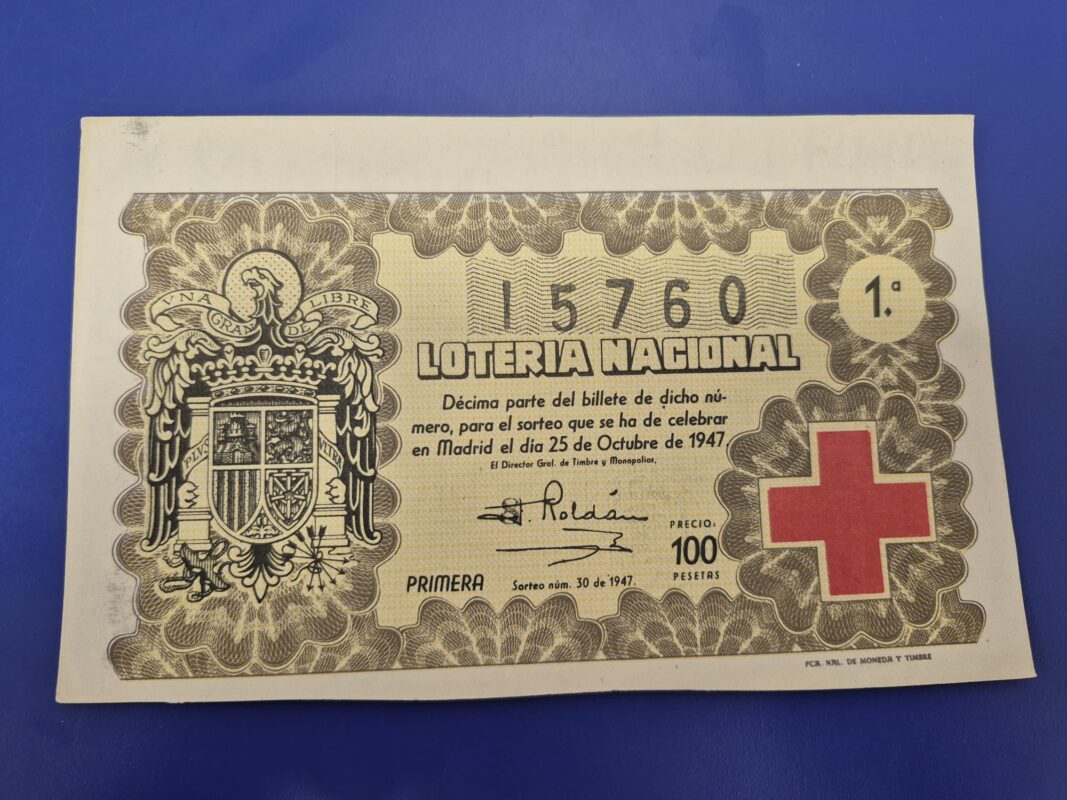 UNA GRANDE LIBRE
15760
1.ª
LOTERIA NACIONAL
Décima parte del billete de dicho nú-
mero, para el sorteo que se ha de celebrar
en Madrid el día 25 de Octubre de 1947.
El Director Gral. de Timbre y Monopolios,
Roldán
PRECIO:
100
PESETAS
PRIMERA Sorteo núm. 30 de 1947.
FCA. NAL. DE MONEDA Y TIMBRE